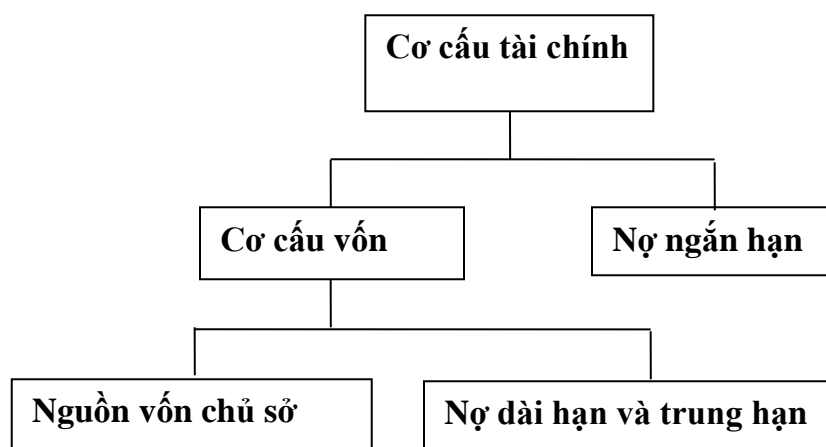 Cơ cấu tài chính
Cơ cấu vốn
Nợ ngắn hạn
Nguồn vốn chủ sở
Nợ dài hạn và trung hạn